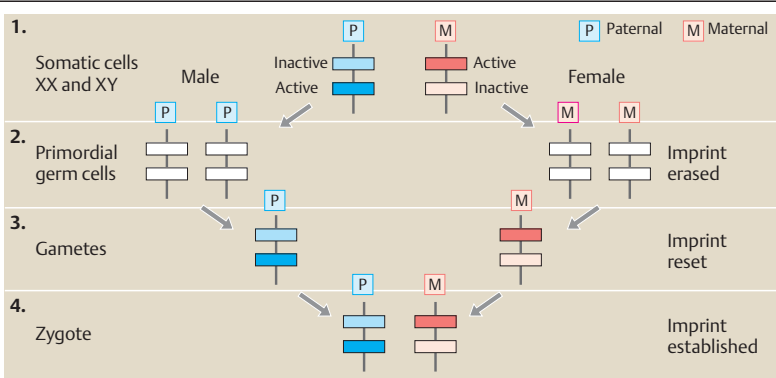 1.
P
M
P Paternal
M Maternal
Somatic cells
XX and XY
Male
Inactive
Active
Active
Inactive
Female
P
P
M
M
2.
Primordial
germ cells
Imprint
erased
P
M
3.
Gametes
Imprint
reset
P
M
4.
Zygote
Imprint
established